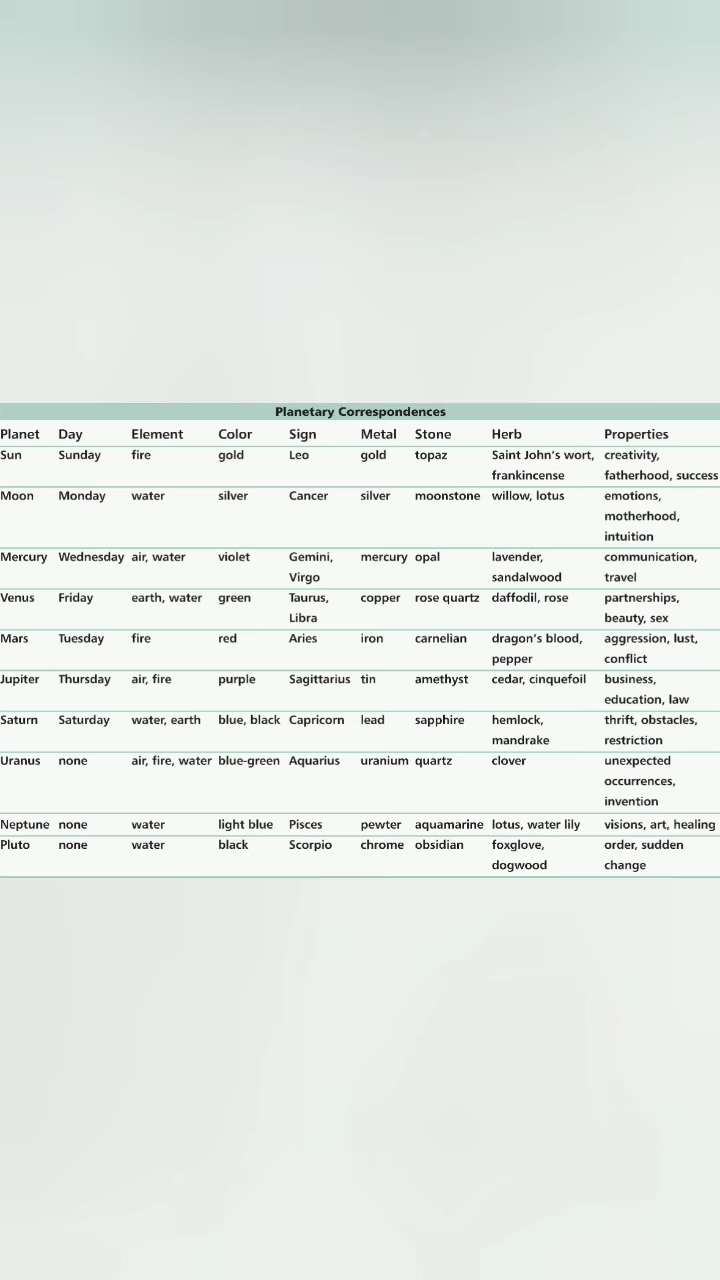 Planetary Correspondences
Planet Day Element Color Sign Metal Stone Herb Properties
Sun Sunday fire gold Leo gold topaz Saint John's wort, creativity,
frankincense fatherhood, success
Moon Monday water silver Cancer silver moonstone willow, lotus emotions,
motherhood,
intuition
Mercury Wednesday air, water violet Gemini, mercury opal lavender, communication,
Virgo sandalwood travel
Venus Friday earth, water green Taurus, copper rose quartz daffodil, rose partnerships,
Libra beauty, sex
Mars Tuesday fire red Aries iron carnelian dragon's blood, aggression, lust,
pepper conflict
Jupiter Thursday air, fire purple Sagittarius tin amethyst cedar, cinquefoil business,
education, law
Saturn Saturday water, earth blue, black Capricorn lead sapphire hemlock, thrift, obstacles,
mandrake restriction
Uranus none air, fire, water blue-green Aquarius uranium quartz clover unexpected
occurrences,
invention
Neptune none water light blue Pisces pewter aquamarine lotus, water lily visions, art, healing
Pluto none water black Scorpio chrome obsidian foxglove, order, sudden
dogwood change